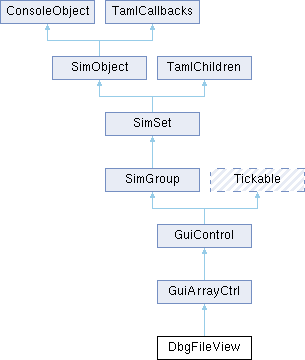 ConsoleObject TamlCallbacks
SimObject TamlChildren
SimSet
SimGroup Tickable
GuiControl
GuiArrayCtrl
DbgFileView